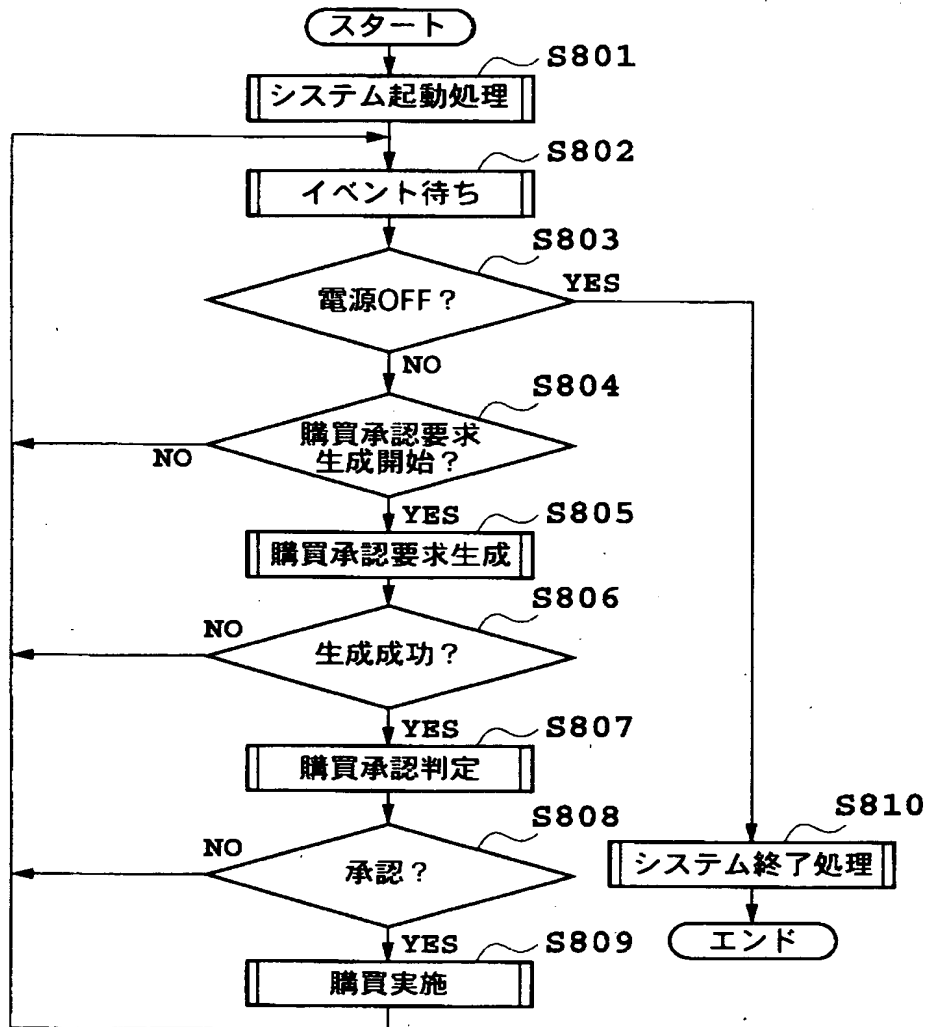 スタート
S801
システム起動処理
S802
イベント待ち
S803
電源OFF？
YES
NO
S804
購買承認要求
生成開始？
NO
YES
S805
購買承認要求生成
S806
NO
生成成功？
YES
S807
購買承認判定
S808
NO
承認？
S810
システム終了処理
YES
S809
エンド
購買実施